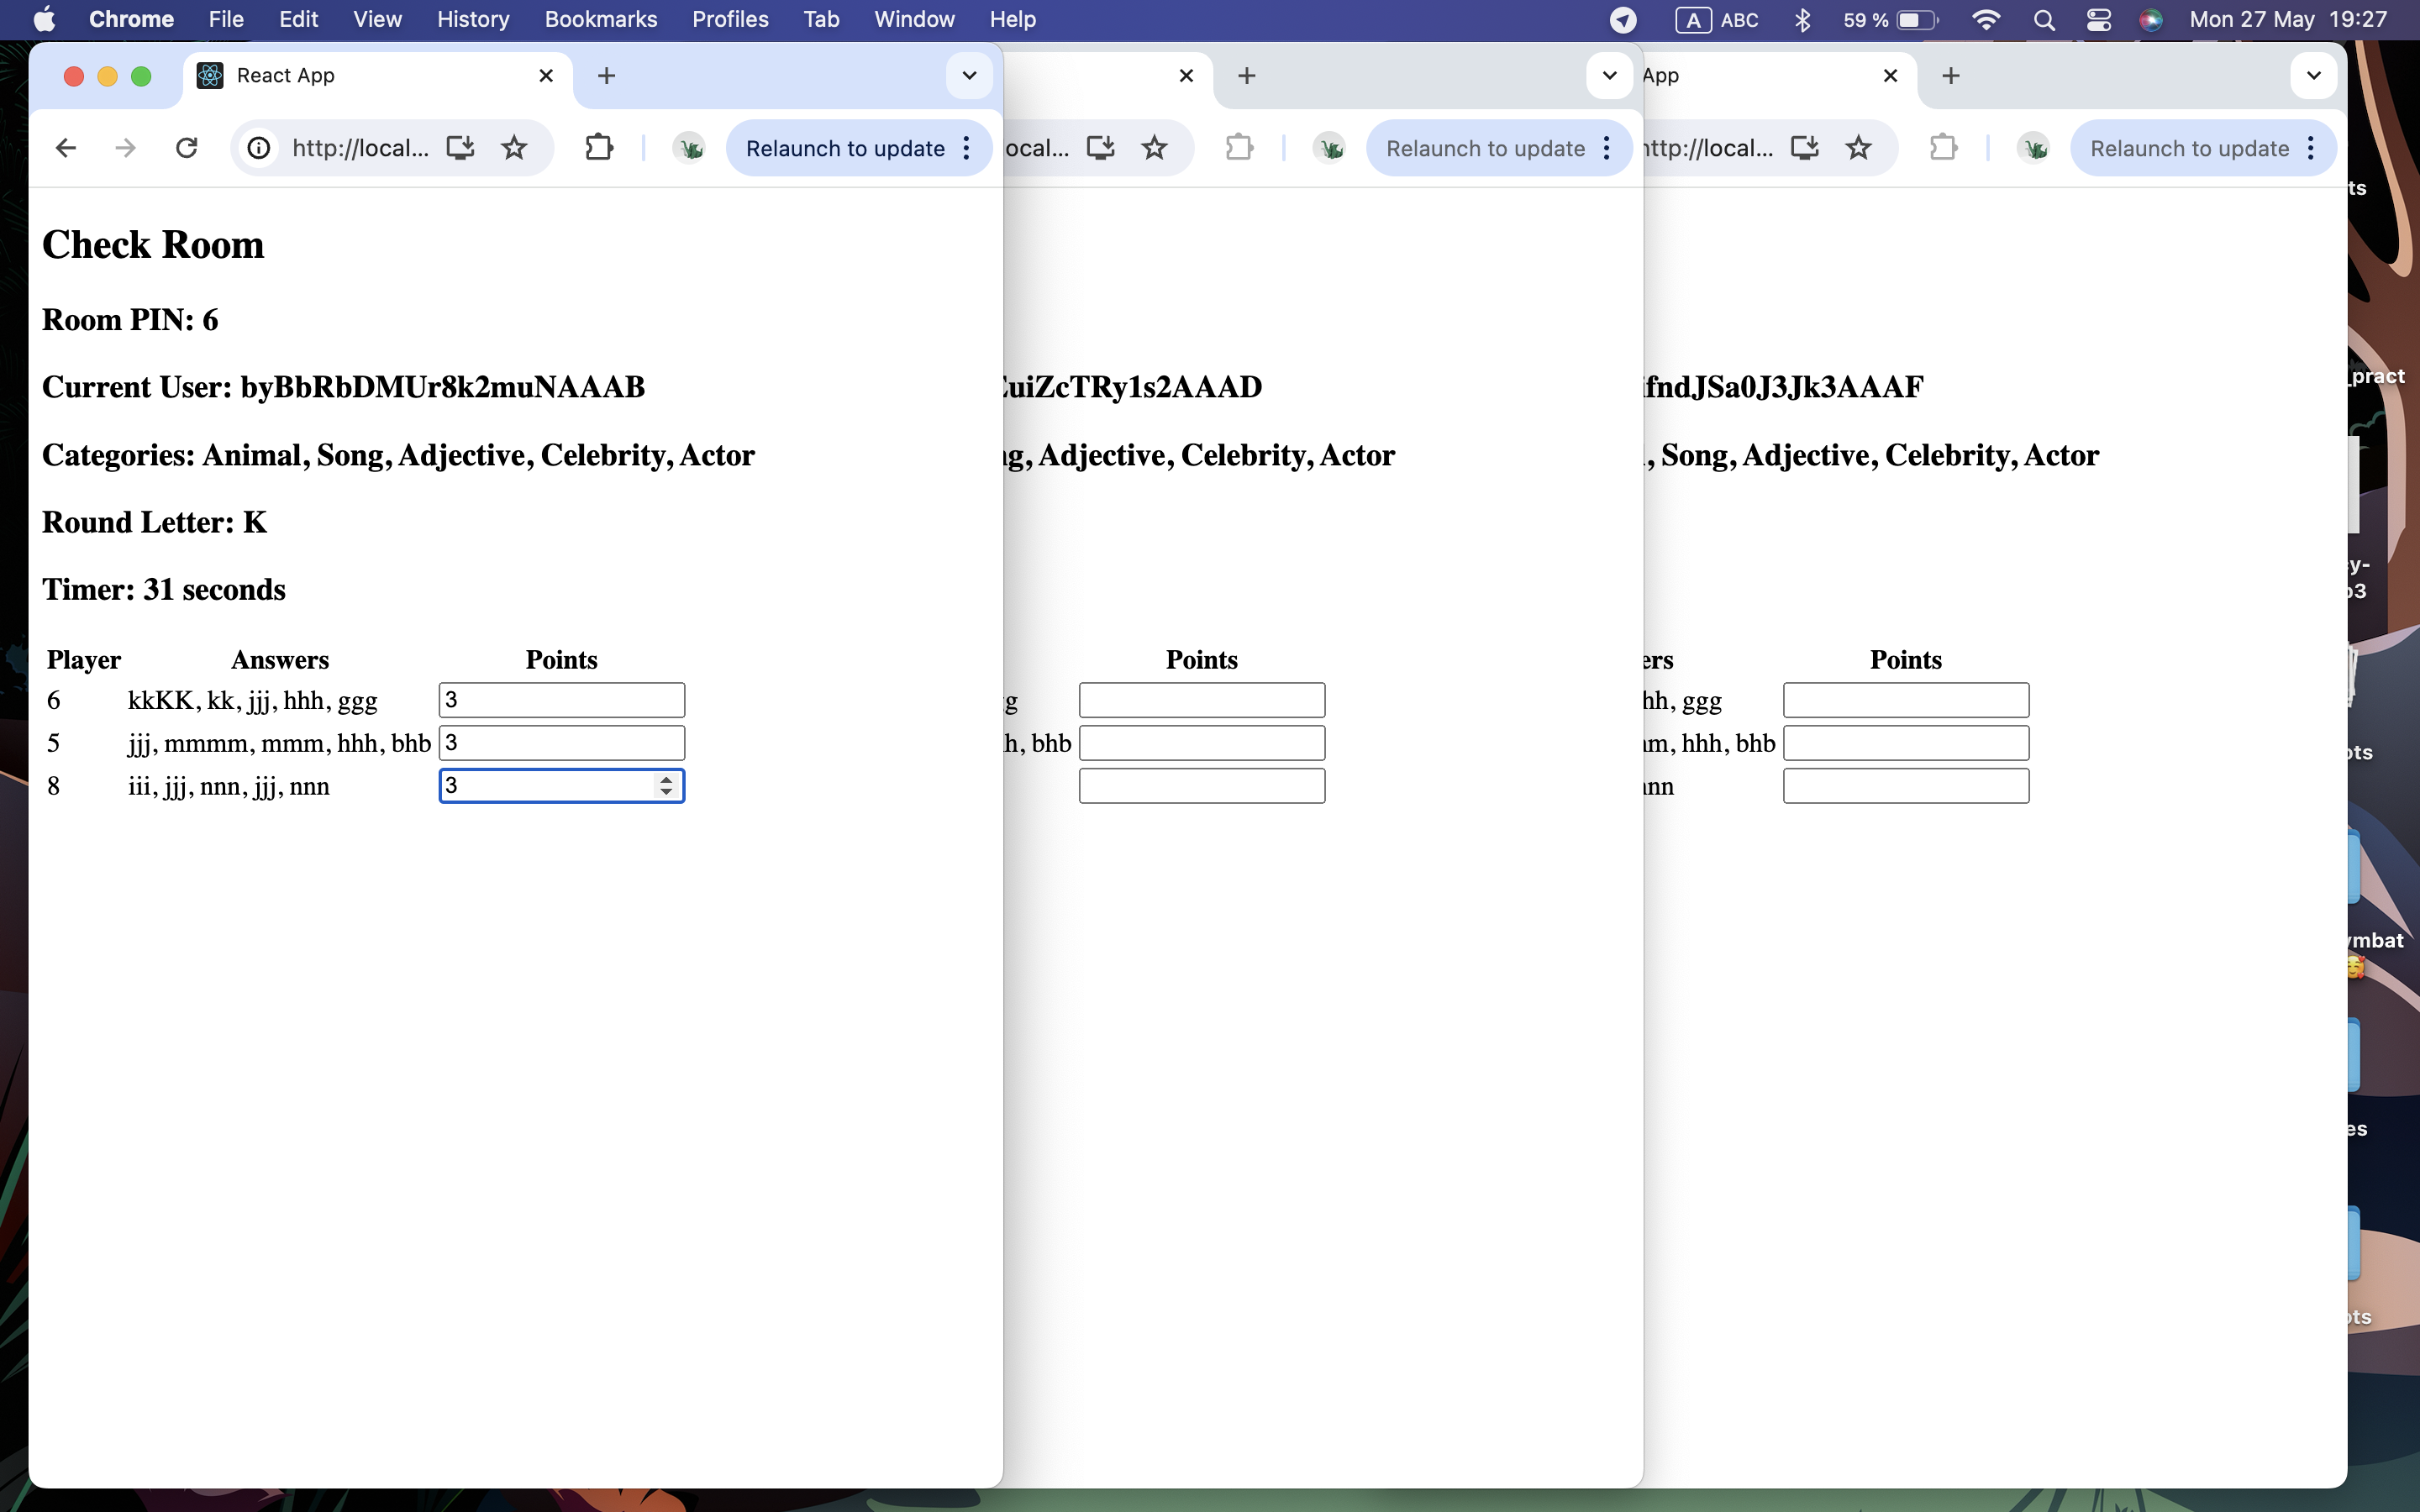 Chrome File Edit View History Bookmarks Profiles Tab Window Help A ABC 59 % Mon 27 May 19:27
React App
App
http://local... Relaunch to update
ocal... Relaunch to update
http://local... Relaunch to update
Check Room
Room PIN: 6
Current User: byBbRbDMUr8k2muNAAAB
uiZcTRy1s2AAAD
fndJSa0J3Jk3AAAF
Categories: Animal, Song, Adjective, Celebrity, Actor
g, Adjective, Celebrity, Actor
, Song, Adjective, Celebrity, Actor
Round Letter: K
Timer: 31 seconds
Player Answers Points
Points
ers Points
6 kkKK, kk, jjj, hhh, ggg 3
g
hh, ggg
5 jjj, mmmm, mmm, hhh, bhb 3
h, bhb
m, hhh, bhb
8 iii, jjj, nnn, jjj, nnn 3
nn
ts
_pract
y-
p3
ots
ymbat
es
ots